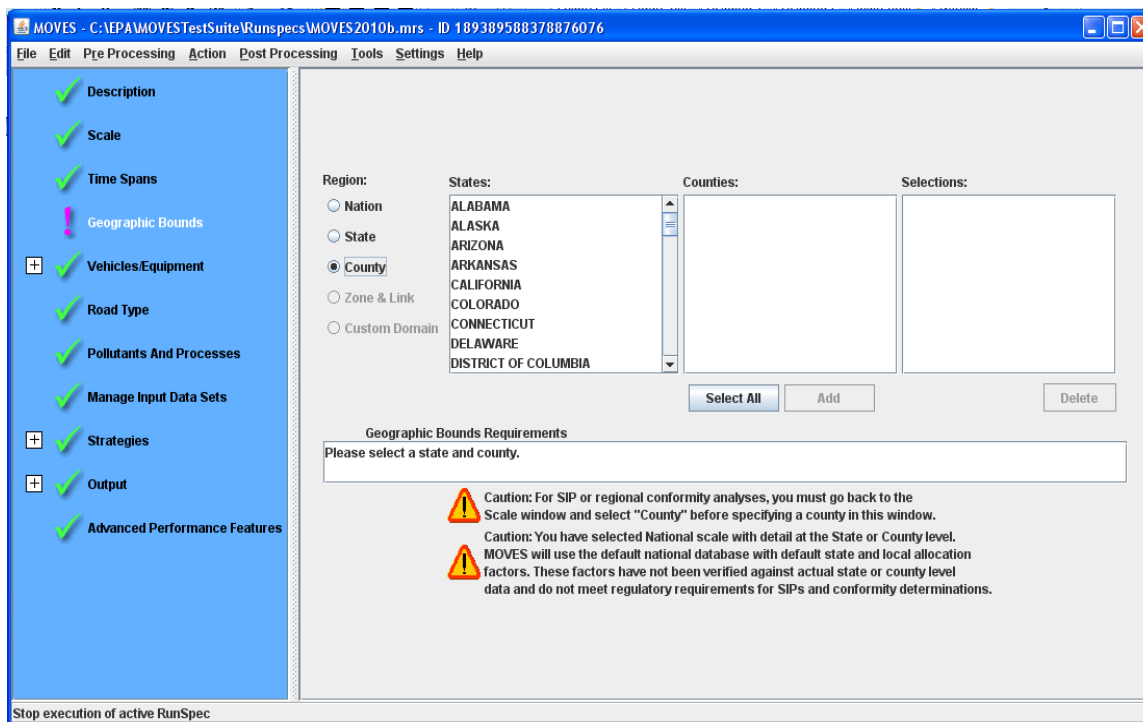 MOVES - C:\EPA\MOVESTestSuite\Runspecs\MOVES2010b.mrs - ID 189389588378876076
File Edit Pre Processing Action Post Processing Tools Settings Help
Description
Scale
Time Spans
Geographic Bounds
Vehicles/Equipment
Road Type
Pollutants And Processes
Manage Input Data Sets
Strategies
Output
Advanced Performance Features
Region:
Nation
State
County
Zone & Link
Custom Domain
States:
ALABAMA
ALASKA
ARIZONA
ARKANSAS
CALIFORNIA
COLORADO
CONNECTICUT
DELAWARE
DISTRICT OF COLUMBIA
Counties:
Selections:
Select All
Add
Delete
Geographic Bounds Requirements
Please select a state and county.
Caution: For SIP or regional conformity analyses, you must go back to the
Scale window and select "County" before specifying a county in this window.
Caution: You have selected National scale with detail at the State or County level.
MOVES will use the default national database with default state and local allocation
factors. These factors have not been verified against actual state or county level
data and do not meet regulatory requirements for SIPs and conformity determinations.
Stop execution of active RunSpec